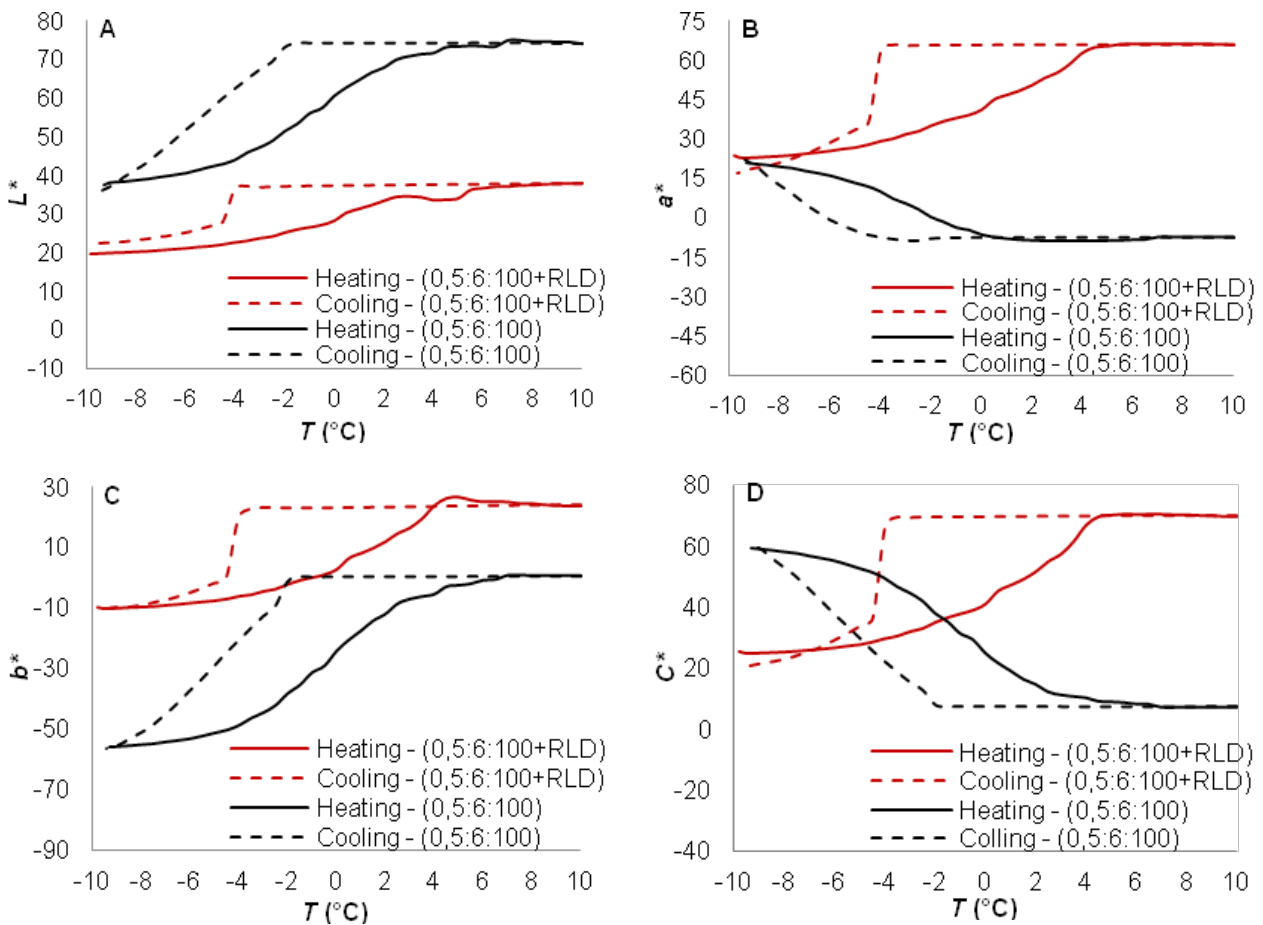 A
80
70
60
50
40
30
20
10
0
-10
L*
Heating - (0,5:6:100+RLD)
Cooling - (0,5:6:100+RLD)
Heating - (0,5:6:100)
Cooling - (0,5:6:100)
-10 -8 -6 -4 -2 0 2 4 6 8 10
T (°C)
B
75
60
45
30
15
0
-15
-30
-45
-60
a*
Heating - (0,5:6:100+RLD)
Cooling - (0,5:6:100+RLD)
Heating - (0,5:6:100)
Cooling - (0,5:6:100)
-10 -8 -6 -4 -2 0 2 4 6 8 10
T (°C)
C
30
10
-10
-30
-50
-70
-90
b*
Heating - (0,5:6:100+RLD)
Cooling - (0,5:6:100+RLD)
Heating - (0,5:6:100)
Cooling - (0,5:6:100)
-10 -8 -6 -4 -2 0 2 4 6 8 10
T (°C)
D
80
60
40
20
0
-20
-40
C*
Heating - (0,5:6:100+RLD)
Cooling - (0,5:6:100+RLD)
Heating - (0,5:6:100)
Colling - (0,5:6:100)
-10 -8 -6 -4 -2 0 2 4 6 8 10
T (°C)